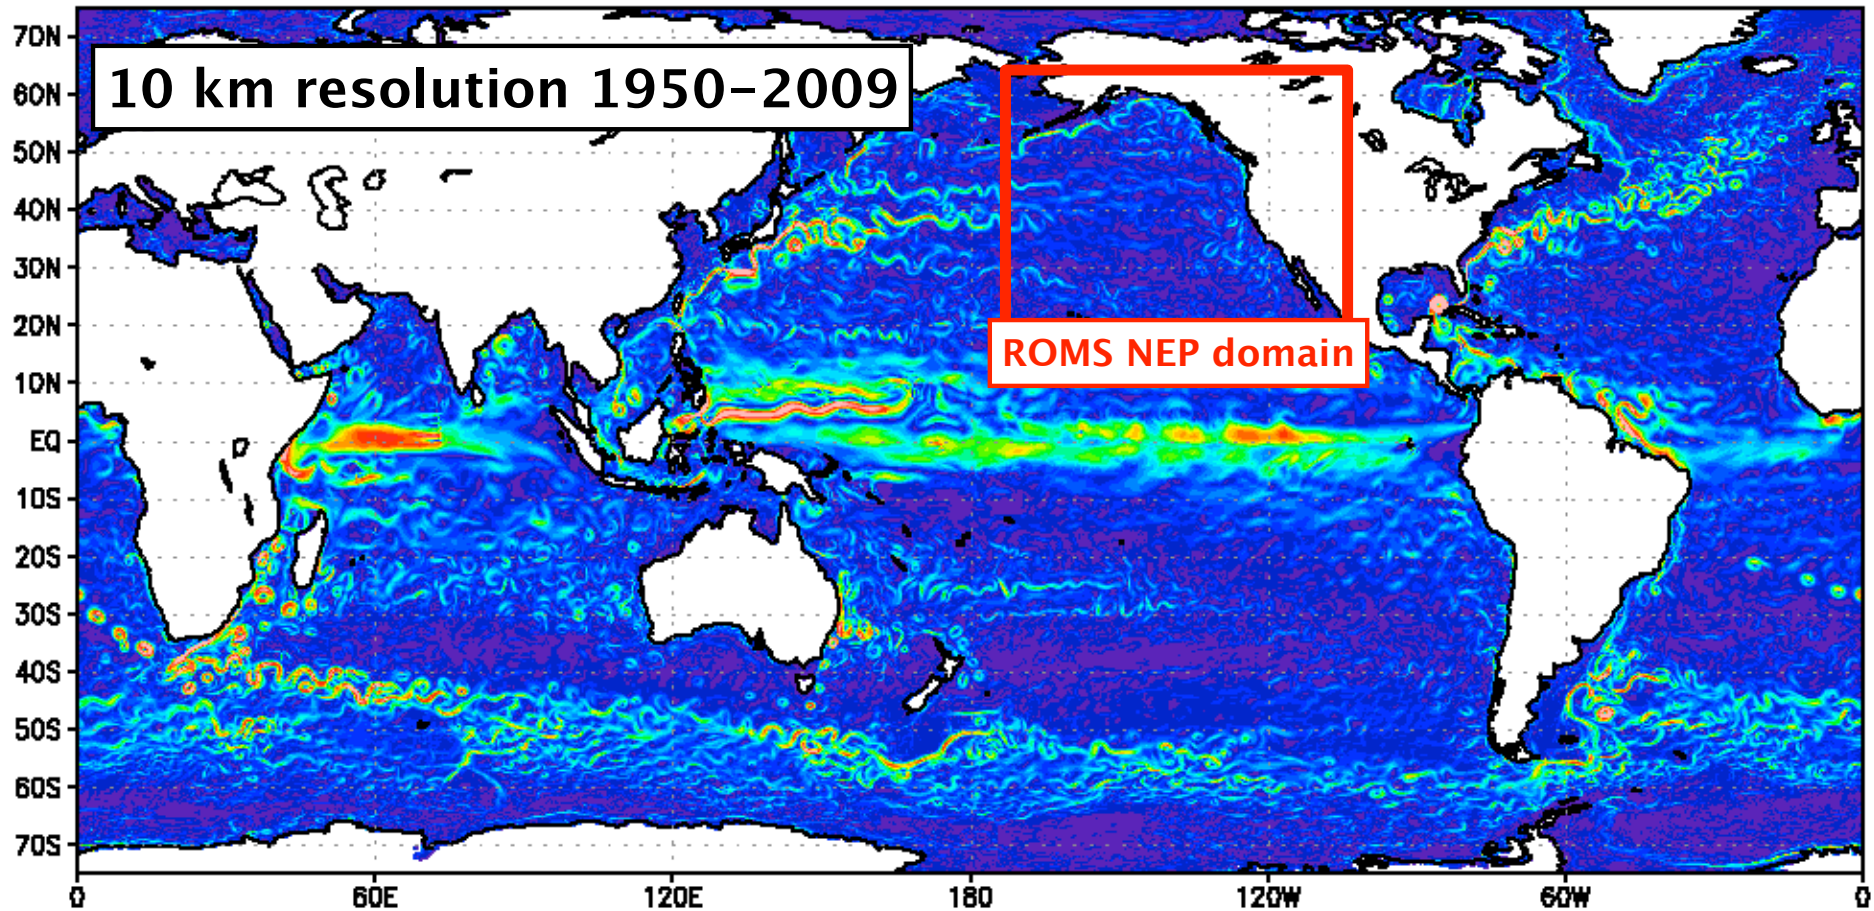 70N
10 km resolution 1950-2009
60N
50N
40N
30N
20N
ROMS NEP domain
10N
EQ
10S
20S
30S
40S
50S
60S
70S
0 60E 120E 180 120W 60W 0